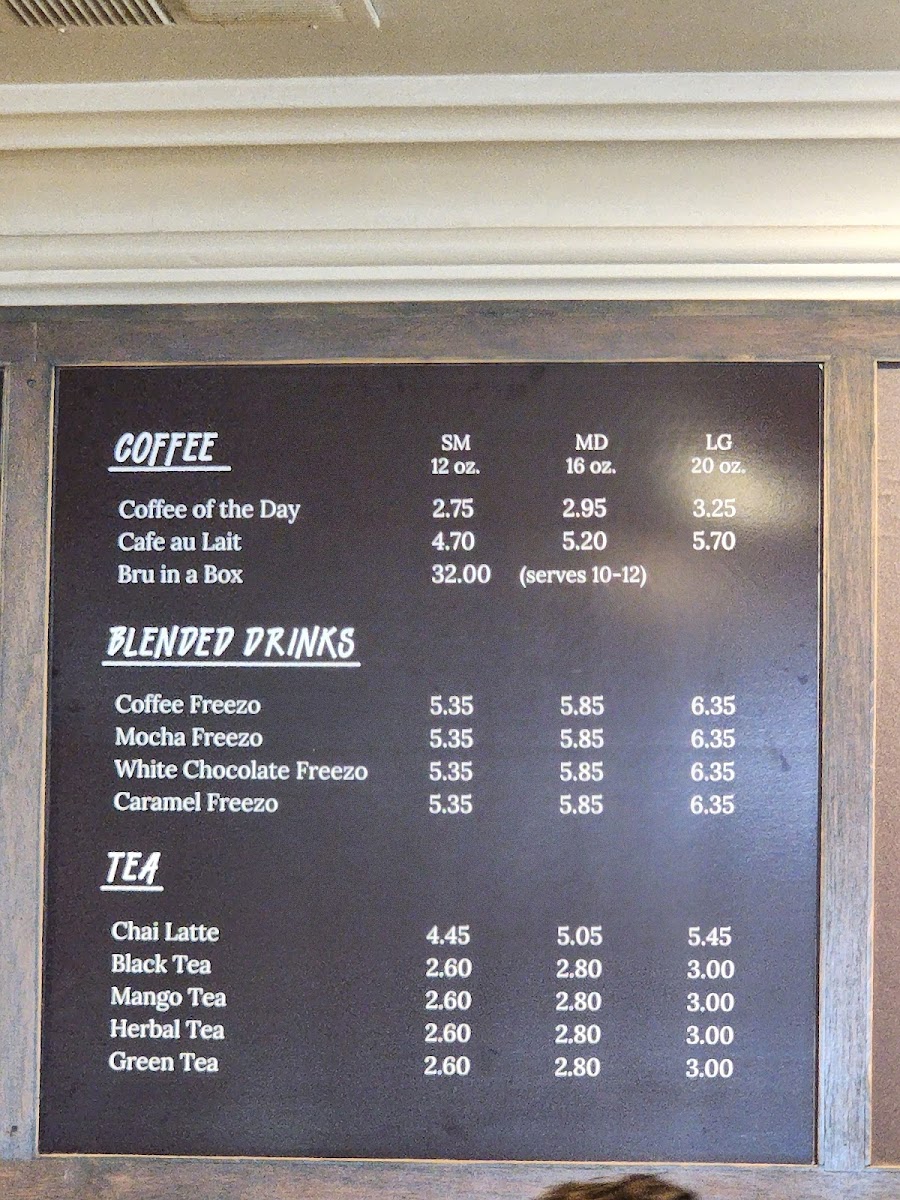 COFFEE SM MD LG
12 oz. 16 oz. 20 oz.
Coffee of the Day 2.75 2.95 3.25
Cafe au Lait 4.70 5.20 5.70
Bru in a Box 32.00 (serves 10-12)
BLENDED DRINKS
Coffee Freezo 5.35 5.85 6.35
Mocha Freezo 5.35 5.85 6.35
White Chocolate Freezo 5.35 5.85 6.35
Caramel Freezo 5.35 5.85 6.35
TEA
Chai Latte 4.45 5.05 5.45
Black Tea 2.60 2.80 3.00
Mango Tea 2.60 2.80 3.00
Herbal Tea 2.60 2.80 3.00
Green Tea 2.60 2.80 3.00